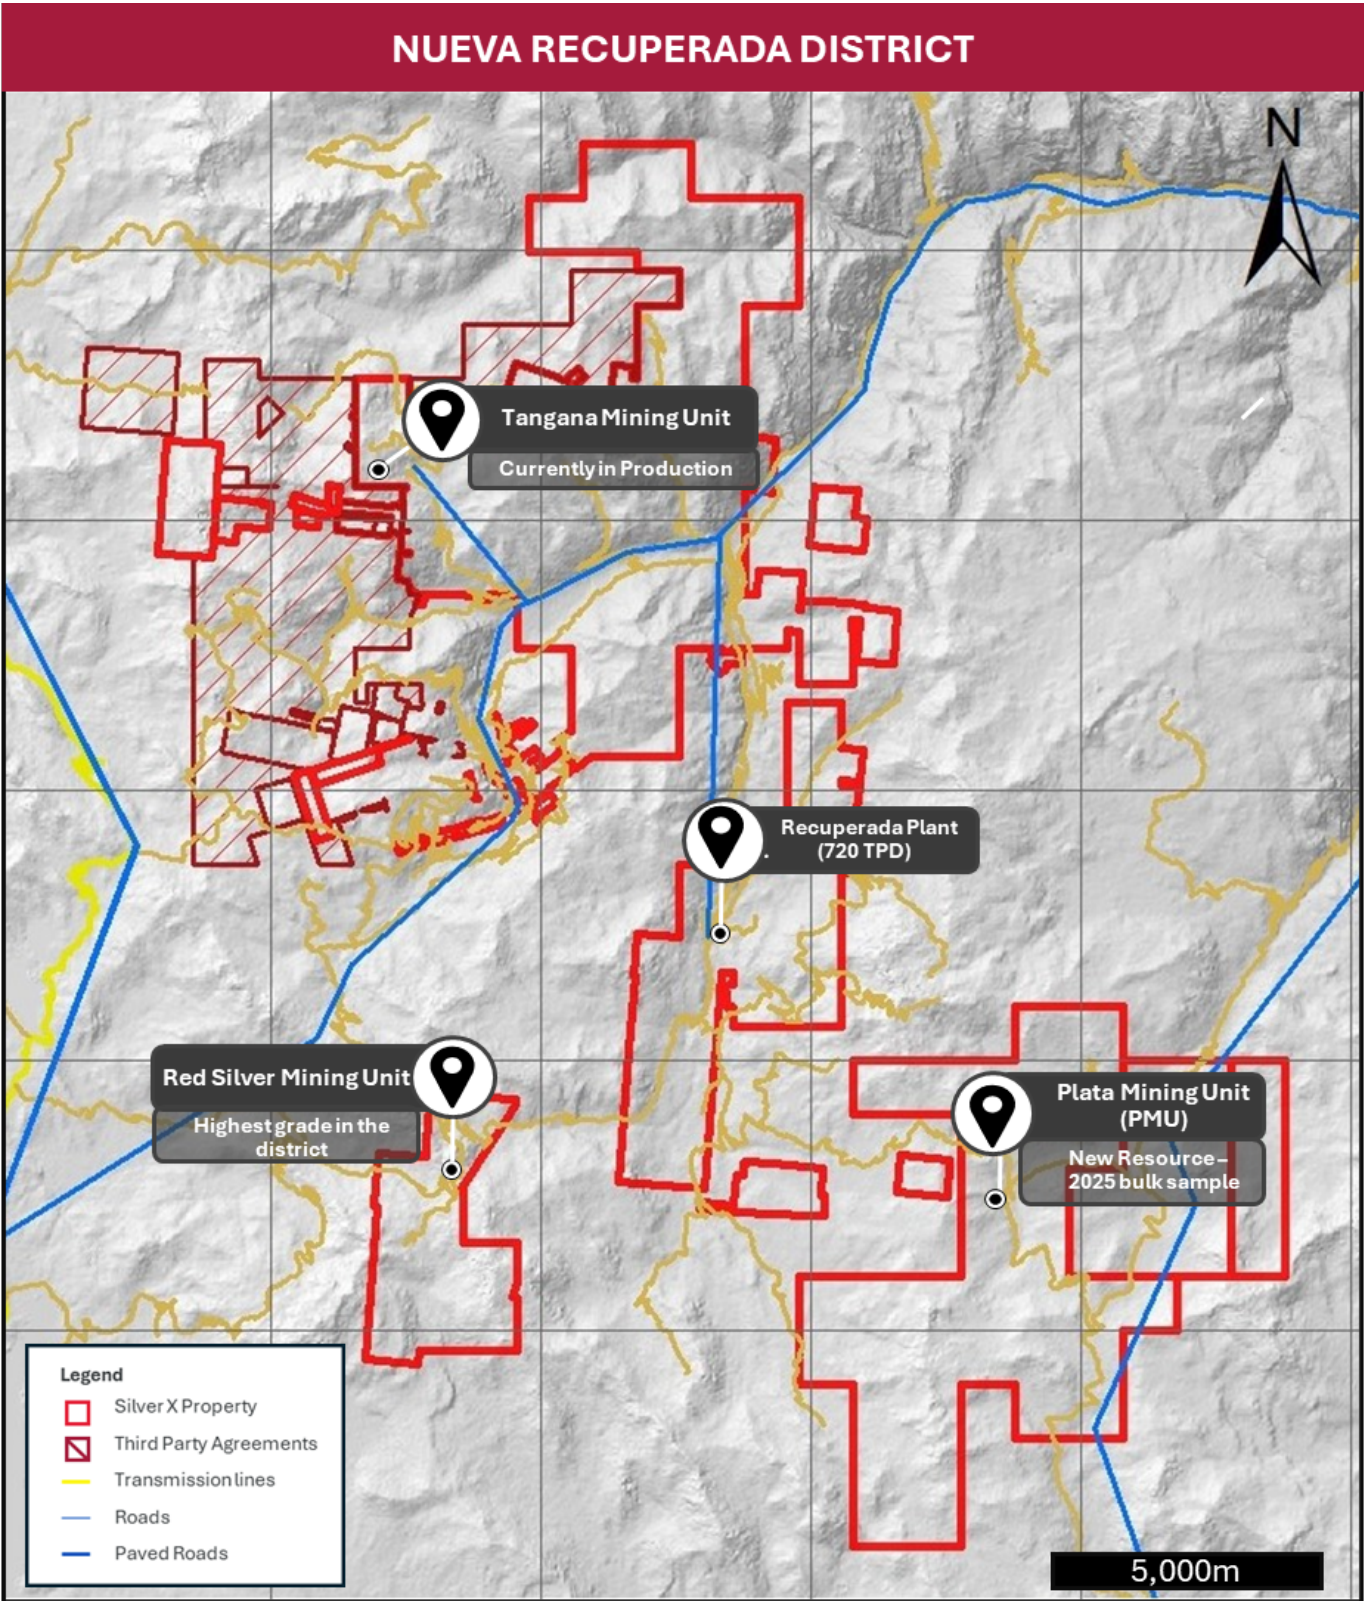 NUEVA RECUPERADA DISTRICT
N
Tangana Mining Unit
Currently in Production
Recuperada Plant
(720 TPD)
Red Silver Mining Unit
Highest grade in the
district
Plata Mining Unit
(PMU)
New Resource –
2025 bulk sample
Legend
Silver X Property
Third Party Agreements
Transmission lines
Roads
Paved Roads
5,000m